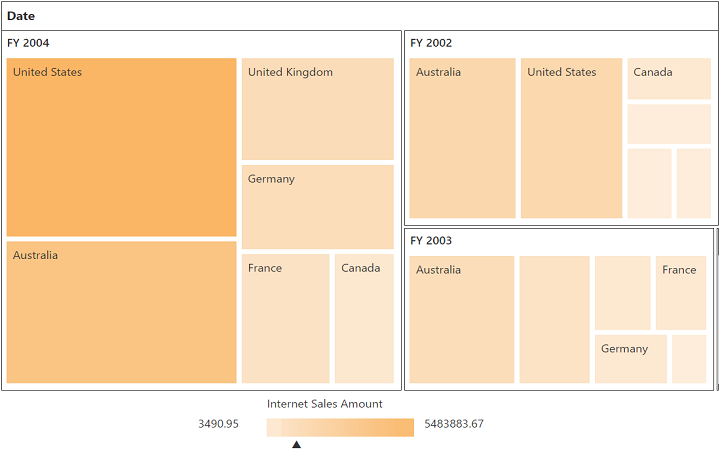 Date
FY 2004
United States
United Kingdom
Germany
Australia
France
Canada
FY 2002
Australia
United States
Canada
FY 2003
Australia
France
Germany
Internet Sales Amount
3490.95
5483883.67